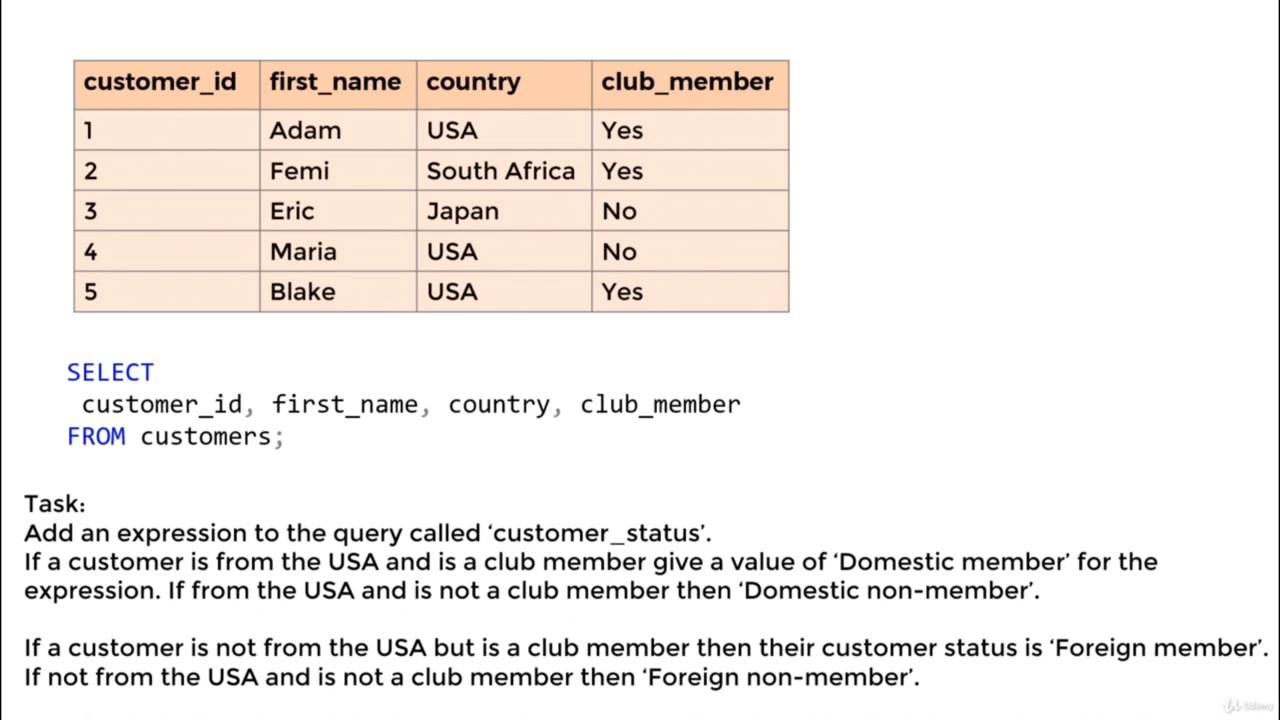 customer_id first_name country club_member
1 Adam USA Yes
2 Femi South Africa Yes
3 Eric Japan No
4 Maria USA No
5 Blake USA Yes
SELECT
customer_id, first_name, country, club_member
FROM customers;
Task:
Add an expression to the query called ‘customer_status’.
If a customer is from the USA and is a club member give a value of ‘Domestic member’ for the
expression. If from the USA and is not a club member then ‘Domestic non-member’.
If a customer is not from the USA but is a club member then their customer status is ‘Foreign member’.
If not from the USA and is not a club member then ‘Foreign non-member’.
Udemy